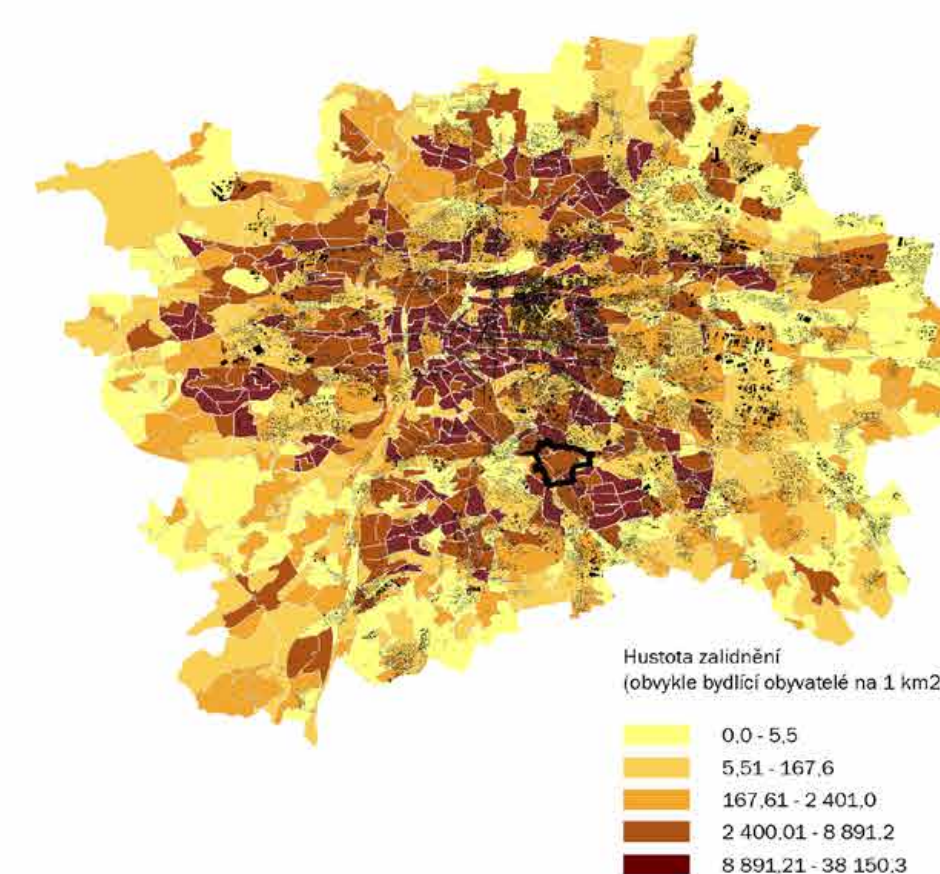 Hustota zalidnění
(obvykle bydlící obyvatelé na 1 km2
0,0 - 5,5
5,51 - 167,6
167,61 - 2 401,0
2 400,01 - 8 891,2
8 891,21 - 38 150,3